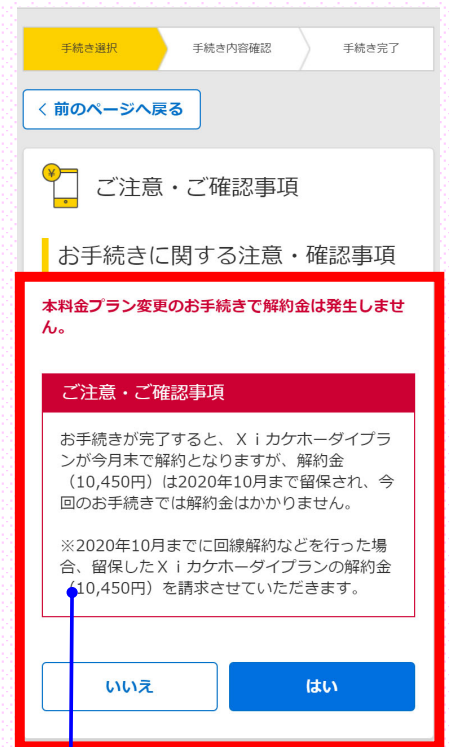 手続き選択
手続き内容確認
手続き完了
前のページへ戻る
¥
ご注意・ご確認事項
お手続きに関する注意・確認事項
本料金プラン変更のお手続きで解約金は発生しませ
ん。
ご注意・ご確認事項
お手続きが完了すると、Ｘｉカケホーダイプラ
ンが今月末で解約となりますが、解約金
（10,450円）は2020年10月まで留保され、今
回のお手続きでは解約金はかかりません。
※2020年10月までに回線解約などを行った場
合、留保したＸｉカケホーダイプランの解約金
（10,450円）を請求させていただきます。
いいえ
はい